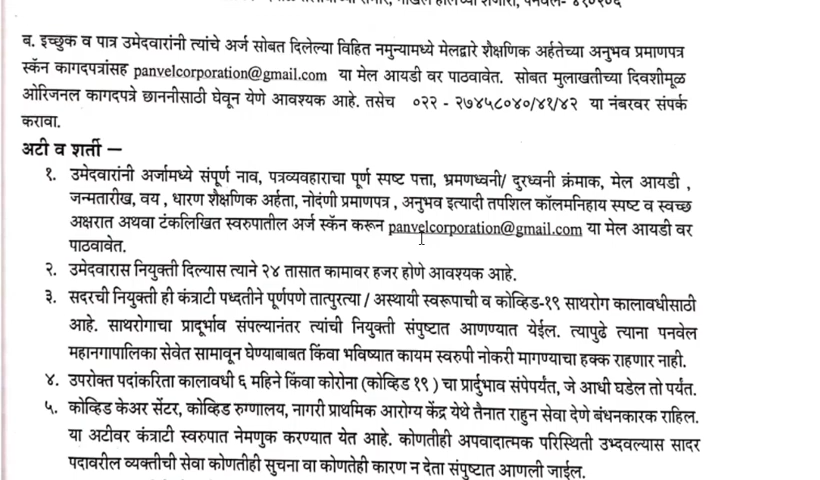 ब. इच्छुक व पात्र उमेदवारांनी त्यांचे अर्ज सोबत दिलेल्या विहित नमुन्यामध्ये मेलद्वारे शैक्षणिक अर्हतेच्या अनुभव प्रमाणपत्र
स्कॅन कागदपत्रांसह panvelcorporation@gmail.com या मेल आयडी वर पाठवावेत. सोबत मुलाखतीच्या दिवशीमूळ
ओरिजनल कागदपत्रे छाननीसाठी घेवून येणे आवश्यक आहे. तसेच ०२२ - २७४५८०४०/४१/४२ या नंबरवर संपर्क
करावा.
अटी व शर्ती –
१. उमेदवारांनी अर्जामध्ये संपूर्ण नाव, पत्रव्यवहाराचा पूर्ण स्पष्ट पत्ता, भ्रमणध्वनी/ दुरध्वनी क्रंमाक, मेल आयडी ,
जन्मतारीख, वय , धारण शैक्षणिक अर्हता, नोदंणी प्रमाणपत्र , अनुभव इत्यादी तपशिल कॉलमनिहाय स्पष्ट व स्वच्छ
अक्षरात अथवा टंकलिखित स्वरुपातील अर्ज स्कॅन करून panvelcorporation@gmail.com या मेल आयडी वर
पाठवावेत.
२. उमेदवारास नियुक्ती दिल्यास त्याने २४ तासात कामावर हजर होणे आवश्यक आहे.
३. सदरची नियुक्ती ही कंत्राटी पध्दतीने पूर्णपणे तात्पुरत्या / अस्थायी स्वरूपाची व कोव्हिड-१९ साथरोग कालावधीसाठी
आहे. साथरोगाचा प्रादूर्भाव संपल्यानंतर त्यांची नियुक्ती संपुष्टात आणण्यात येईल. त्यापुढे त्याना पनवेल
महानगापालिका सेवेत सामावून घेण्याबाबत किंवा भविष्यात कायम स्वरुपी नोकरी मागण्याचा हक्क राहणार नाही.
४. उपरोक्त पदांकरिता कालावधी ६ महिने किंवा कोरोना (कोव्हिड १९ ) चा प्रार्दुभाव संपेपर्यंत, जे आधी घडेल तो पर्यंत.
५. कोव्हिड केअर सेंटर, कोव्हिड रुग्णालय, नागरी प्राथमिक आरोग्य केंद्र येथे तैनात राहुन सेवा देणे बंधनकारक राहिल.
या अटीवर कंत्राटी स्वरुपात नेमणुक करण्यात येत आहे. कोणतीही अपवादात्मक परिस्थिती उभ्दवल्यास सादर
पदावरील व्यक्तीची सेवा कोणतीही सुचना वा कोणतेही कारण न देता संपुष्टात आणली जाईल.